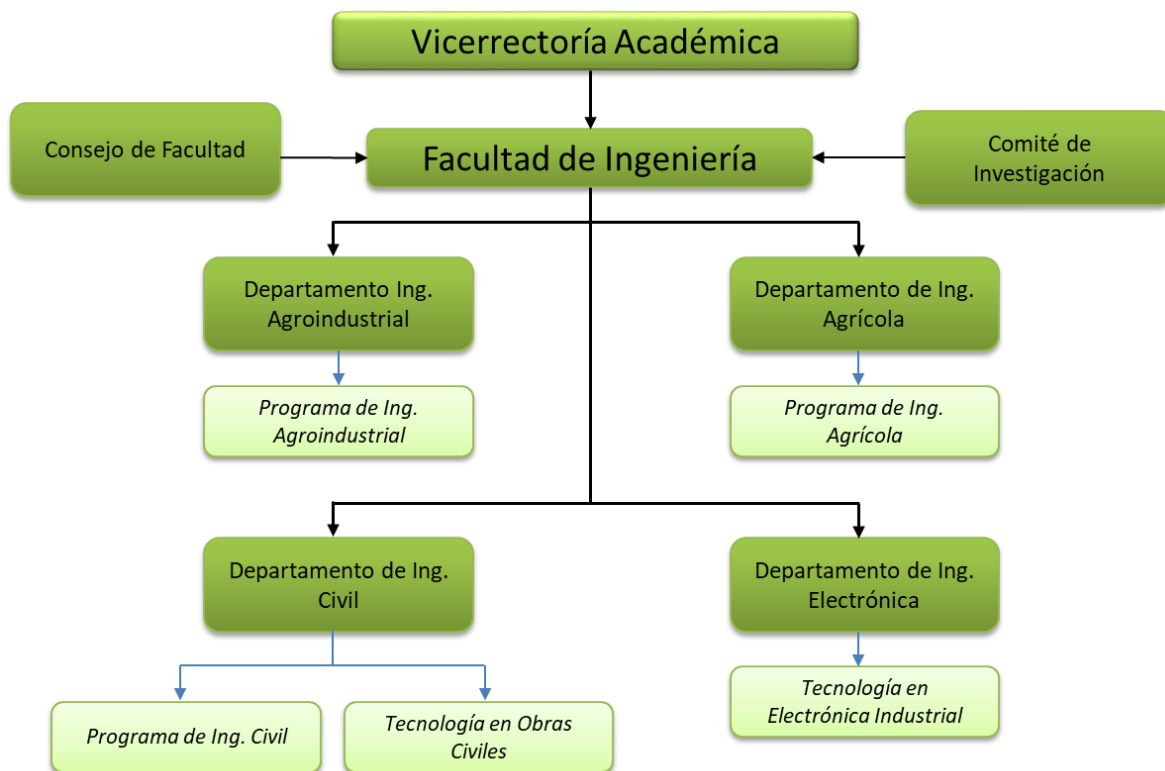 Vicerrectoría Académica
Consejo de Facultad
Facultad de Ingeniería
Comité de
Investigación
Departamento Ing.
Agroindustrial
Departamento de Ing.
Agrícola
Programa de Ing.
Agroindustrial
Programa de Ing.
Agrícola
Departamento de Ing.
Civil
Departamento de Ing.
Electrónica
Programa de Ing. Civil
Tecnología en Obras
Civiles
Tecnología en
Electrónica Industrial